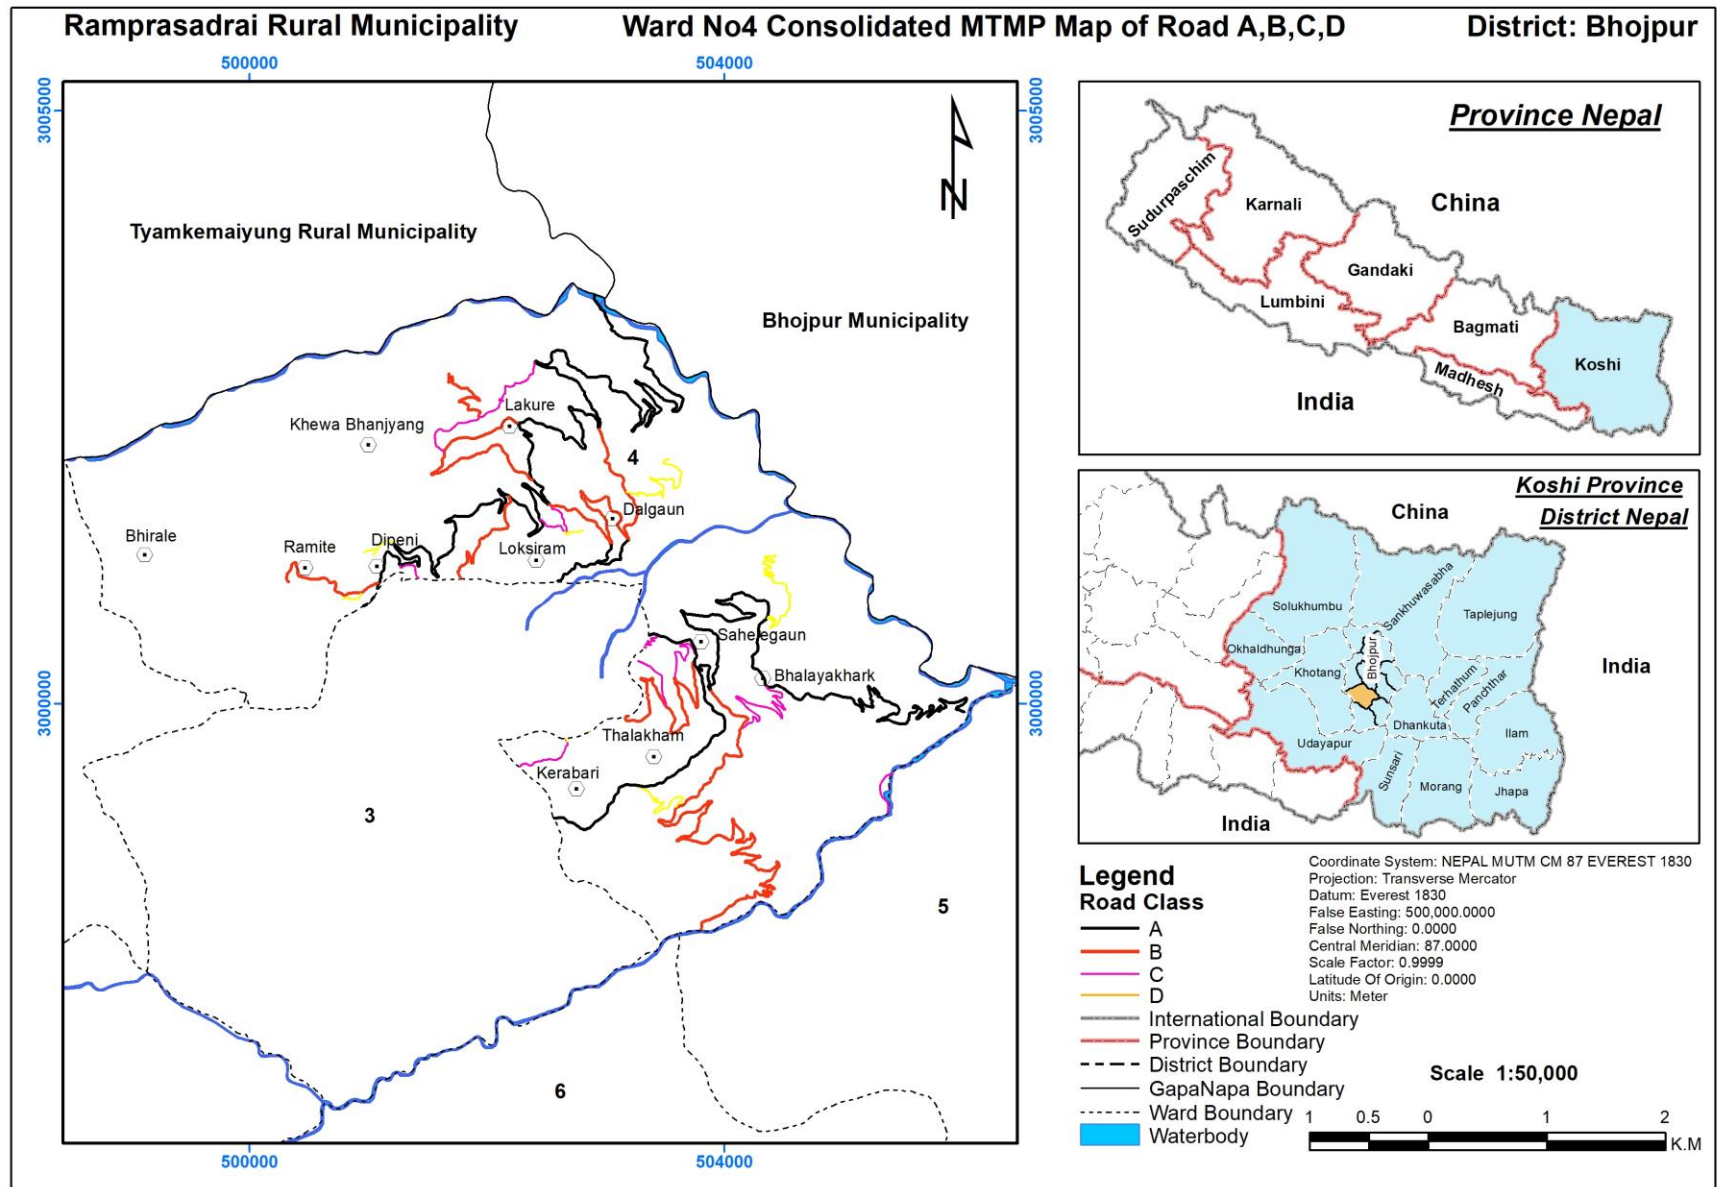 Ramprasadrai Rural Municipality
Ward No4 Consolidated MTMP Map of Road A,B,C,D
District: Bhojpur
500000
504000
3005000
3005000
N
Tyamkemaiyung Rural Municipality
Bhojpur Municipality
Khewa Bhanjyang
Lakure
4
Bhirale
Ramite
Dipeni
Loksiram
Dalgaun
Sahelegaun
Bhalayakhark
3000000
3000000
Thalakham
Kerabari
3
5
6
500000
504000
Province Nepal
Sudurpaschim
Karnali
China
Gandaki
Lumbini
Bagmati
Koshi
Madhesh
India
Koshi Province
District Nepal
China
Solukhumbu
Sankhuwasabha
Taplejung
Okhaldhunga
Khotang
Bhojpur
Terhathum
Panchthar
India
Dhankuta
Udayapur
Ilam
Sunsari
Morang
Jhapa
India
Legend
Road Class
A
B
C
D
International Boundary
Province Boundary
District Boundary
GapaNapa Boundary
Ward Boundary
Waterbody
Coordinate System: NEPAL MUTM CM 87 EVEREST 1830
Projection: Transverse Mercator
Datum: Everest 1830
False Easting: 500,000.0000
False Northing: 0.0000
Central Meridian: 87.0000
Scale Factor: 0.9999
Latitude Of Origin: 0.0000
Units: Meter
Scale 1:50,000
1 0.5 0 1 2
K.M